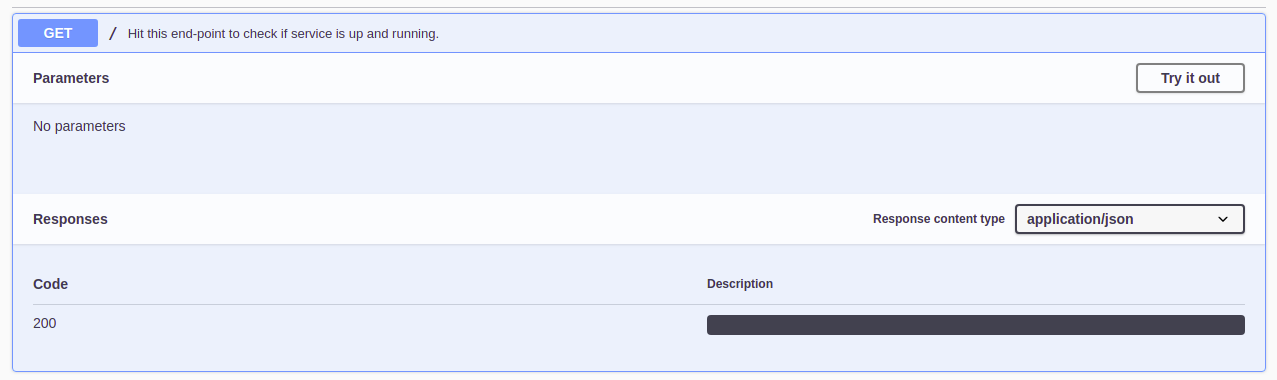 GET / Hit this end-point to check if service is up and running.
Parameters Try it out
No parameters
Responses Response content type application/json
Code Description
200